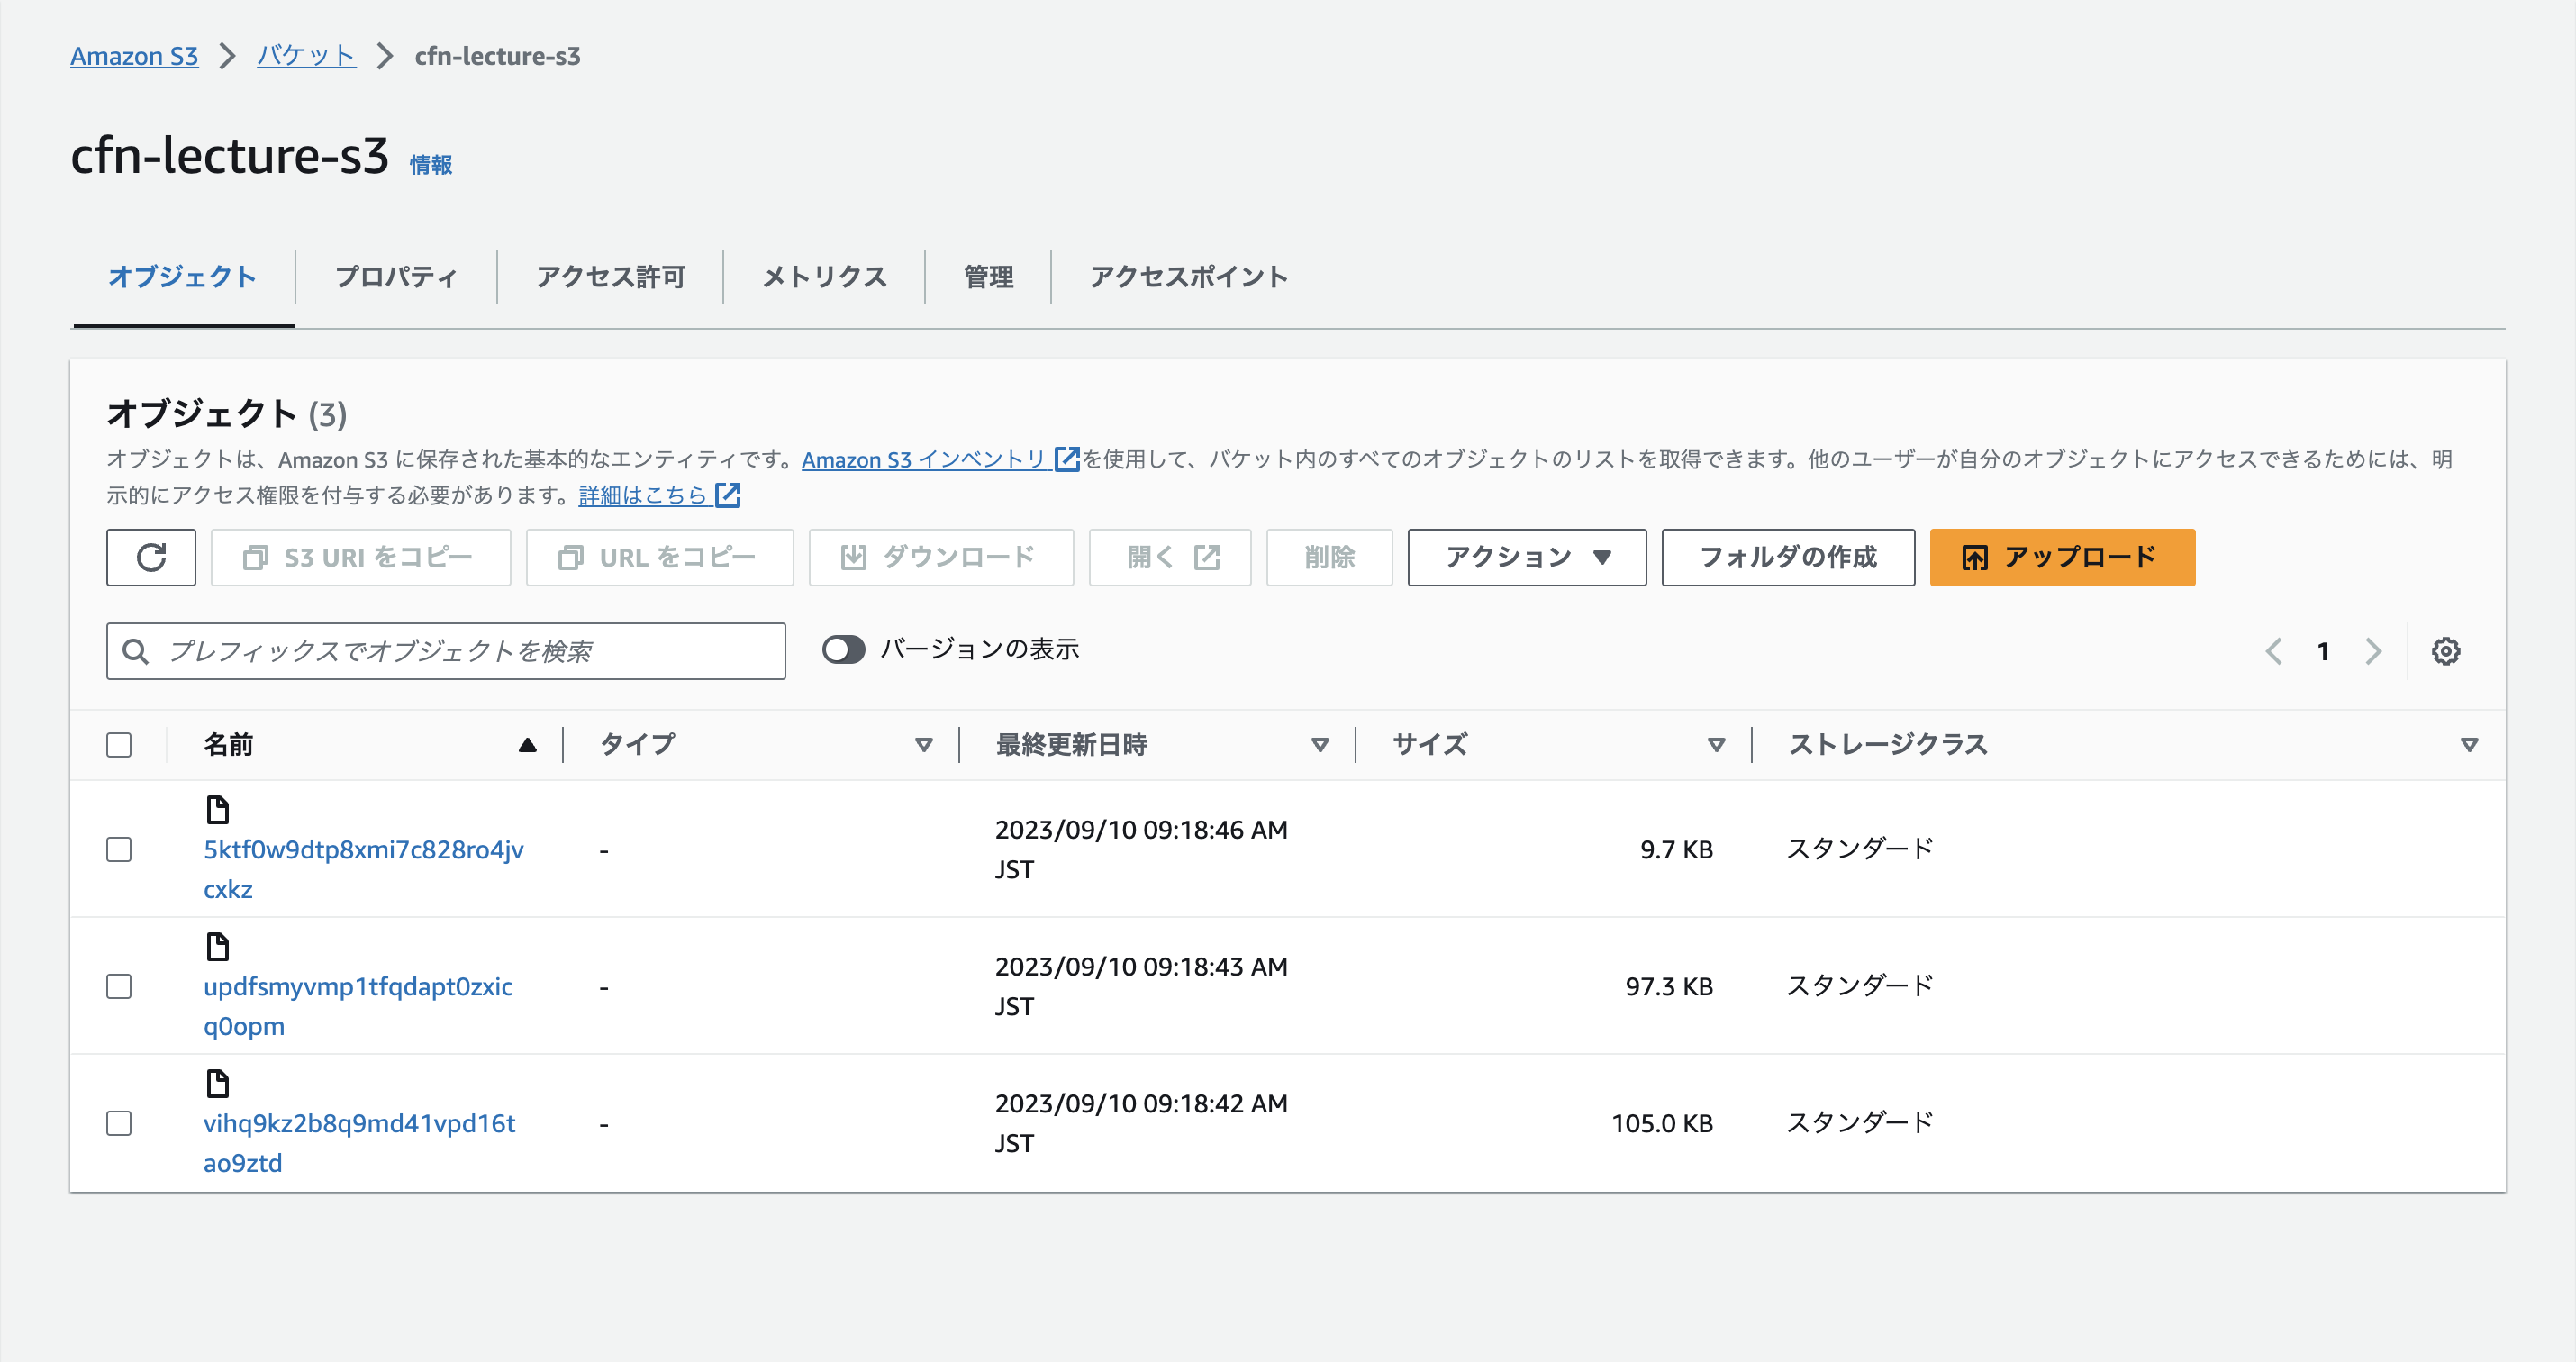 Amazon S3 > バケット > cfn-lecture-s3
cfn-lecture-s3 情報
オブジェクト プロパティ アクセス許可 メトリクス 管理 アクセスポイント
オブジェクト (3)
オブジェクトは、Amazon S3 に保存された基本的なエンティティです。Amazon S3 インベントリ を使用して、バケット内のすべてのオブジェクトのリストを取得できます。他のユーザーが自分のオブジェクトにアクセスできるためには、明
示的にアクセス権限を付与する必要があります。詳細はこちら
S3 URI をコピー URL をコピー ダウンロード 開く 削除 アクション フォルダの作成 アップロード
プレフィックスでオブジェクトを検索 バージョンの表示 1
名前 タイプ 最終更新日時 サイズ ストレージクラス
5ktf0w9dtp8xmi7c828ro4jv
cxkz
-
2023/09/10 09:18:46 AM
JST
9.7 KB
スタンダード
updfsmyvmp1tfqdapt0zxic
q0opm
-
2023/09/10 09:18:43 AM
JST
97.3 KB
スタンダード
vihq9kz2b8q9md41vpd16t
ao9ztd
-
2023/09/10 09:18:42 AM
JST
105.0 KB
スタンダード